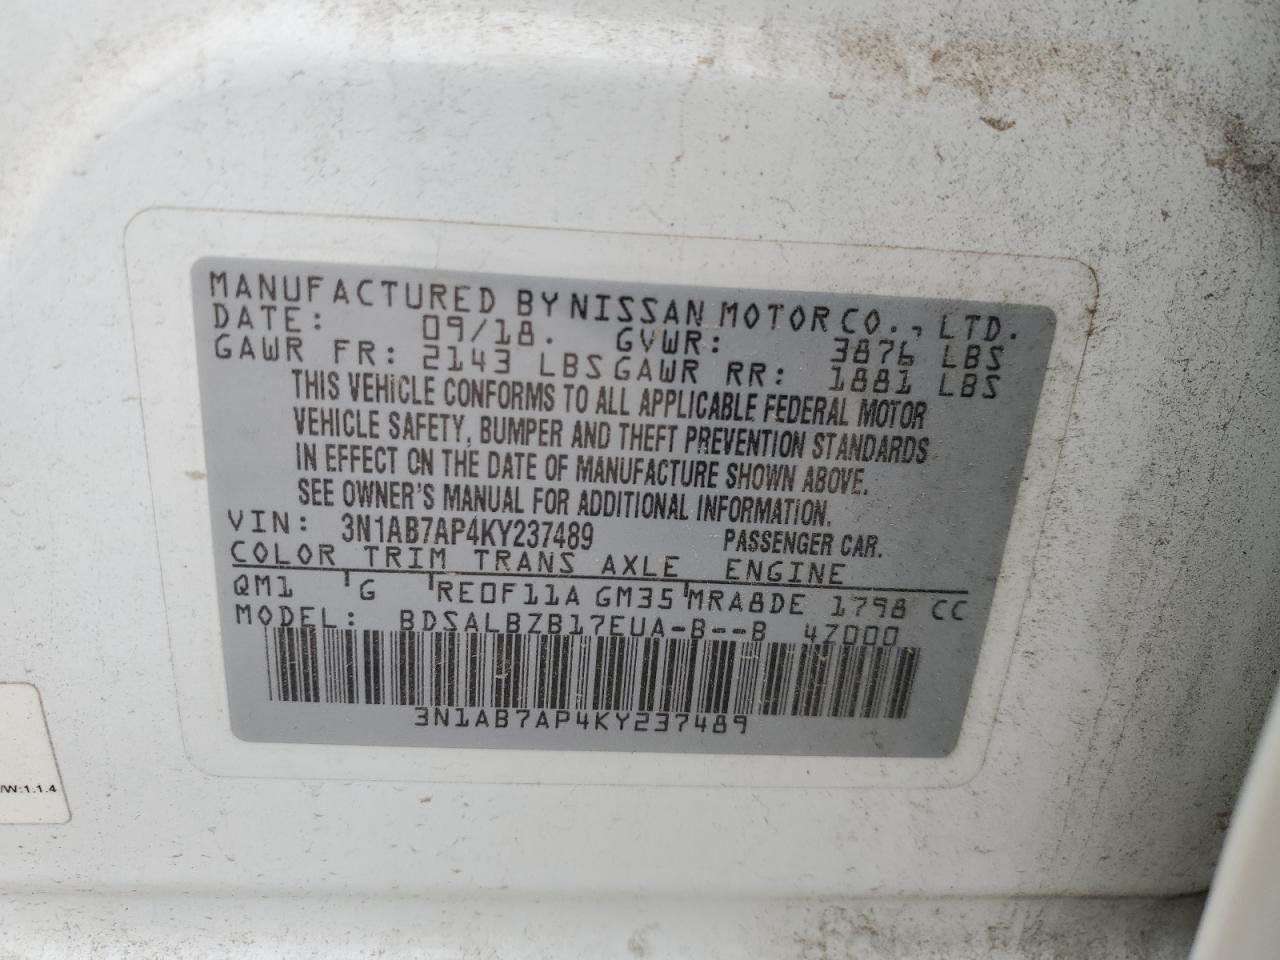 MANUFACTURED BY NISSAN MOTOR CO., LTD.
DATE: 09/18. GVWR: 3876 LBS
GAWR FR: 2143 LBS GAWR RR: 1881 LBS
THIS VEHICLE CONFORMS TO ALL APPLICABLE FEDERAL MOTOR
VEHICLE SAFETY, BUMPER AND THEFT PREVENTION STANDARDS
IN EFFECT ON THE DATE OF MANUFACTURE SHOWN ABOVE.
SEE OWNER'S MANUAL FOR ADDITIONAL INFORMATION.
VIN: 3N1AB7AP4KY237489 PASSENGER CAR.
COLOR TRIM TRANS AXLE ENGINE
QM1 G RE0F11A GM35 MRA8DE 1798 CC
MODEL: BDSALBZB17EUA-B--B 47000
3N1AB7AP4KY237489
/W:1.1.4